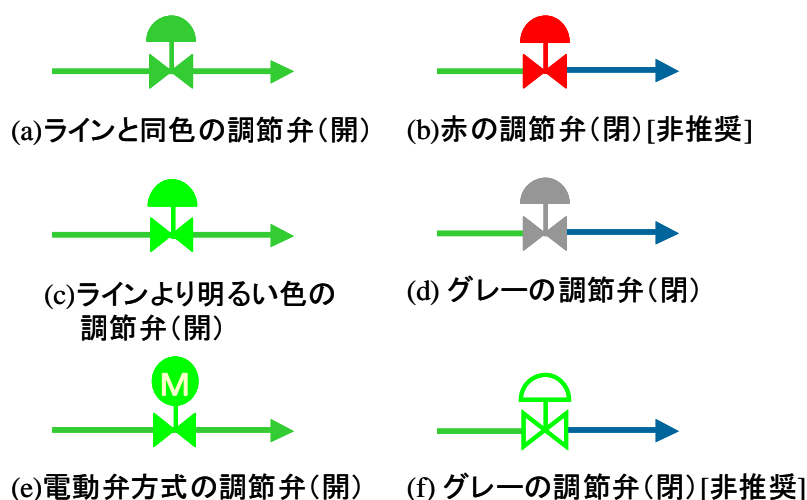 (a)ラインと同色の調節弁(開)
(b)赤の調節弁(閉)[非推奨]
(c)ラインより明るい色の
調節弁(開)
(d) グレーの調節弁(閉)
M
(e)電動弁方式の調節弁(開)
(f) グレーの調節弁(閉)[非推奨]